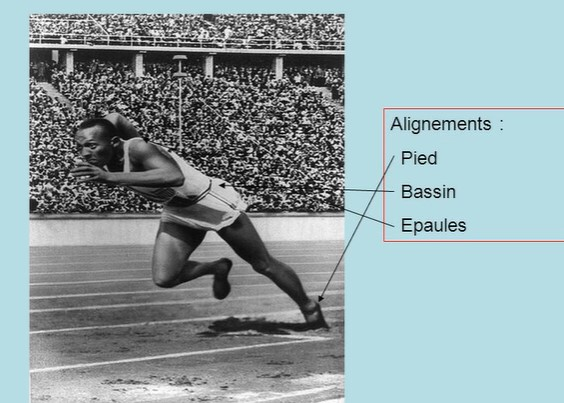 Alignements :
Pied
Bassin
Epaules